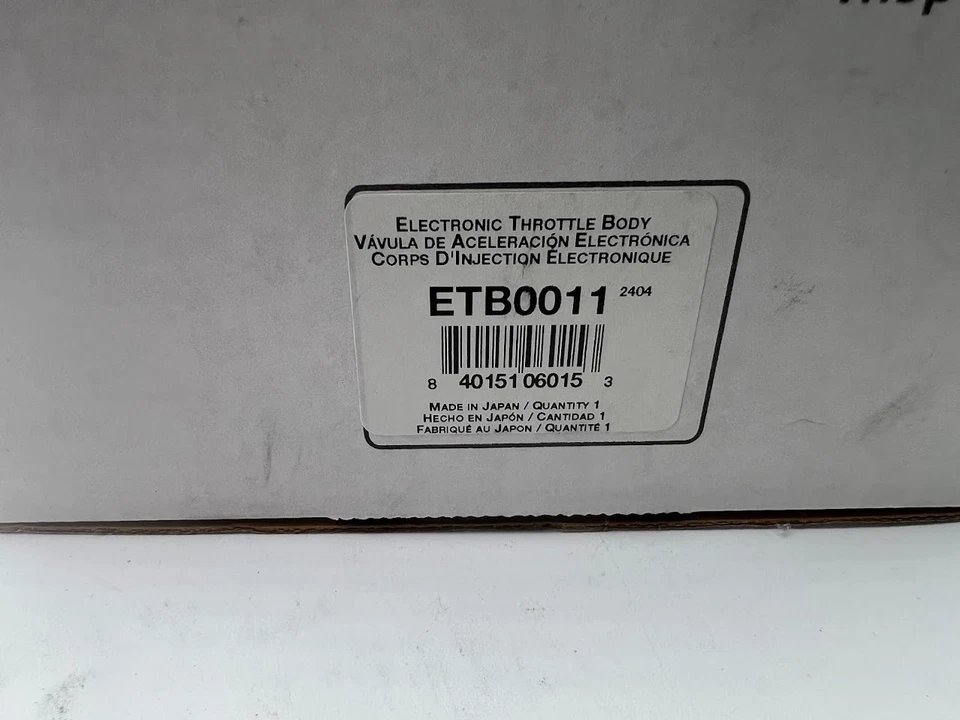 ELECTRONIC THROTTLE BODY
VÁVULA DE ACELERACIÓN ELECTRÓNICA
CORPS D'INJECTION ÉLECTRONIQUE
ETB0011 2404
8 40151 06015 3
MADE IN JAPAN / QUANTITY 1
HECHO EN JAPÓN / CANTIDAD 1
FABRIQUÉ AU JAPON / QUANTITÉ 1